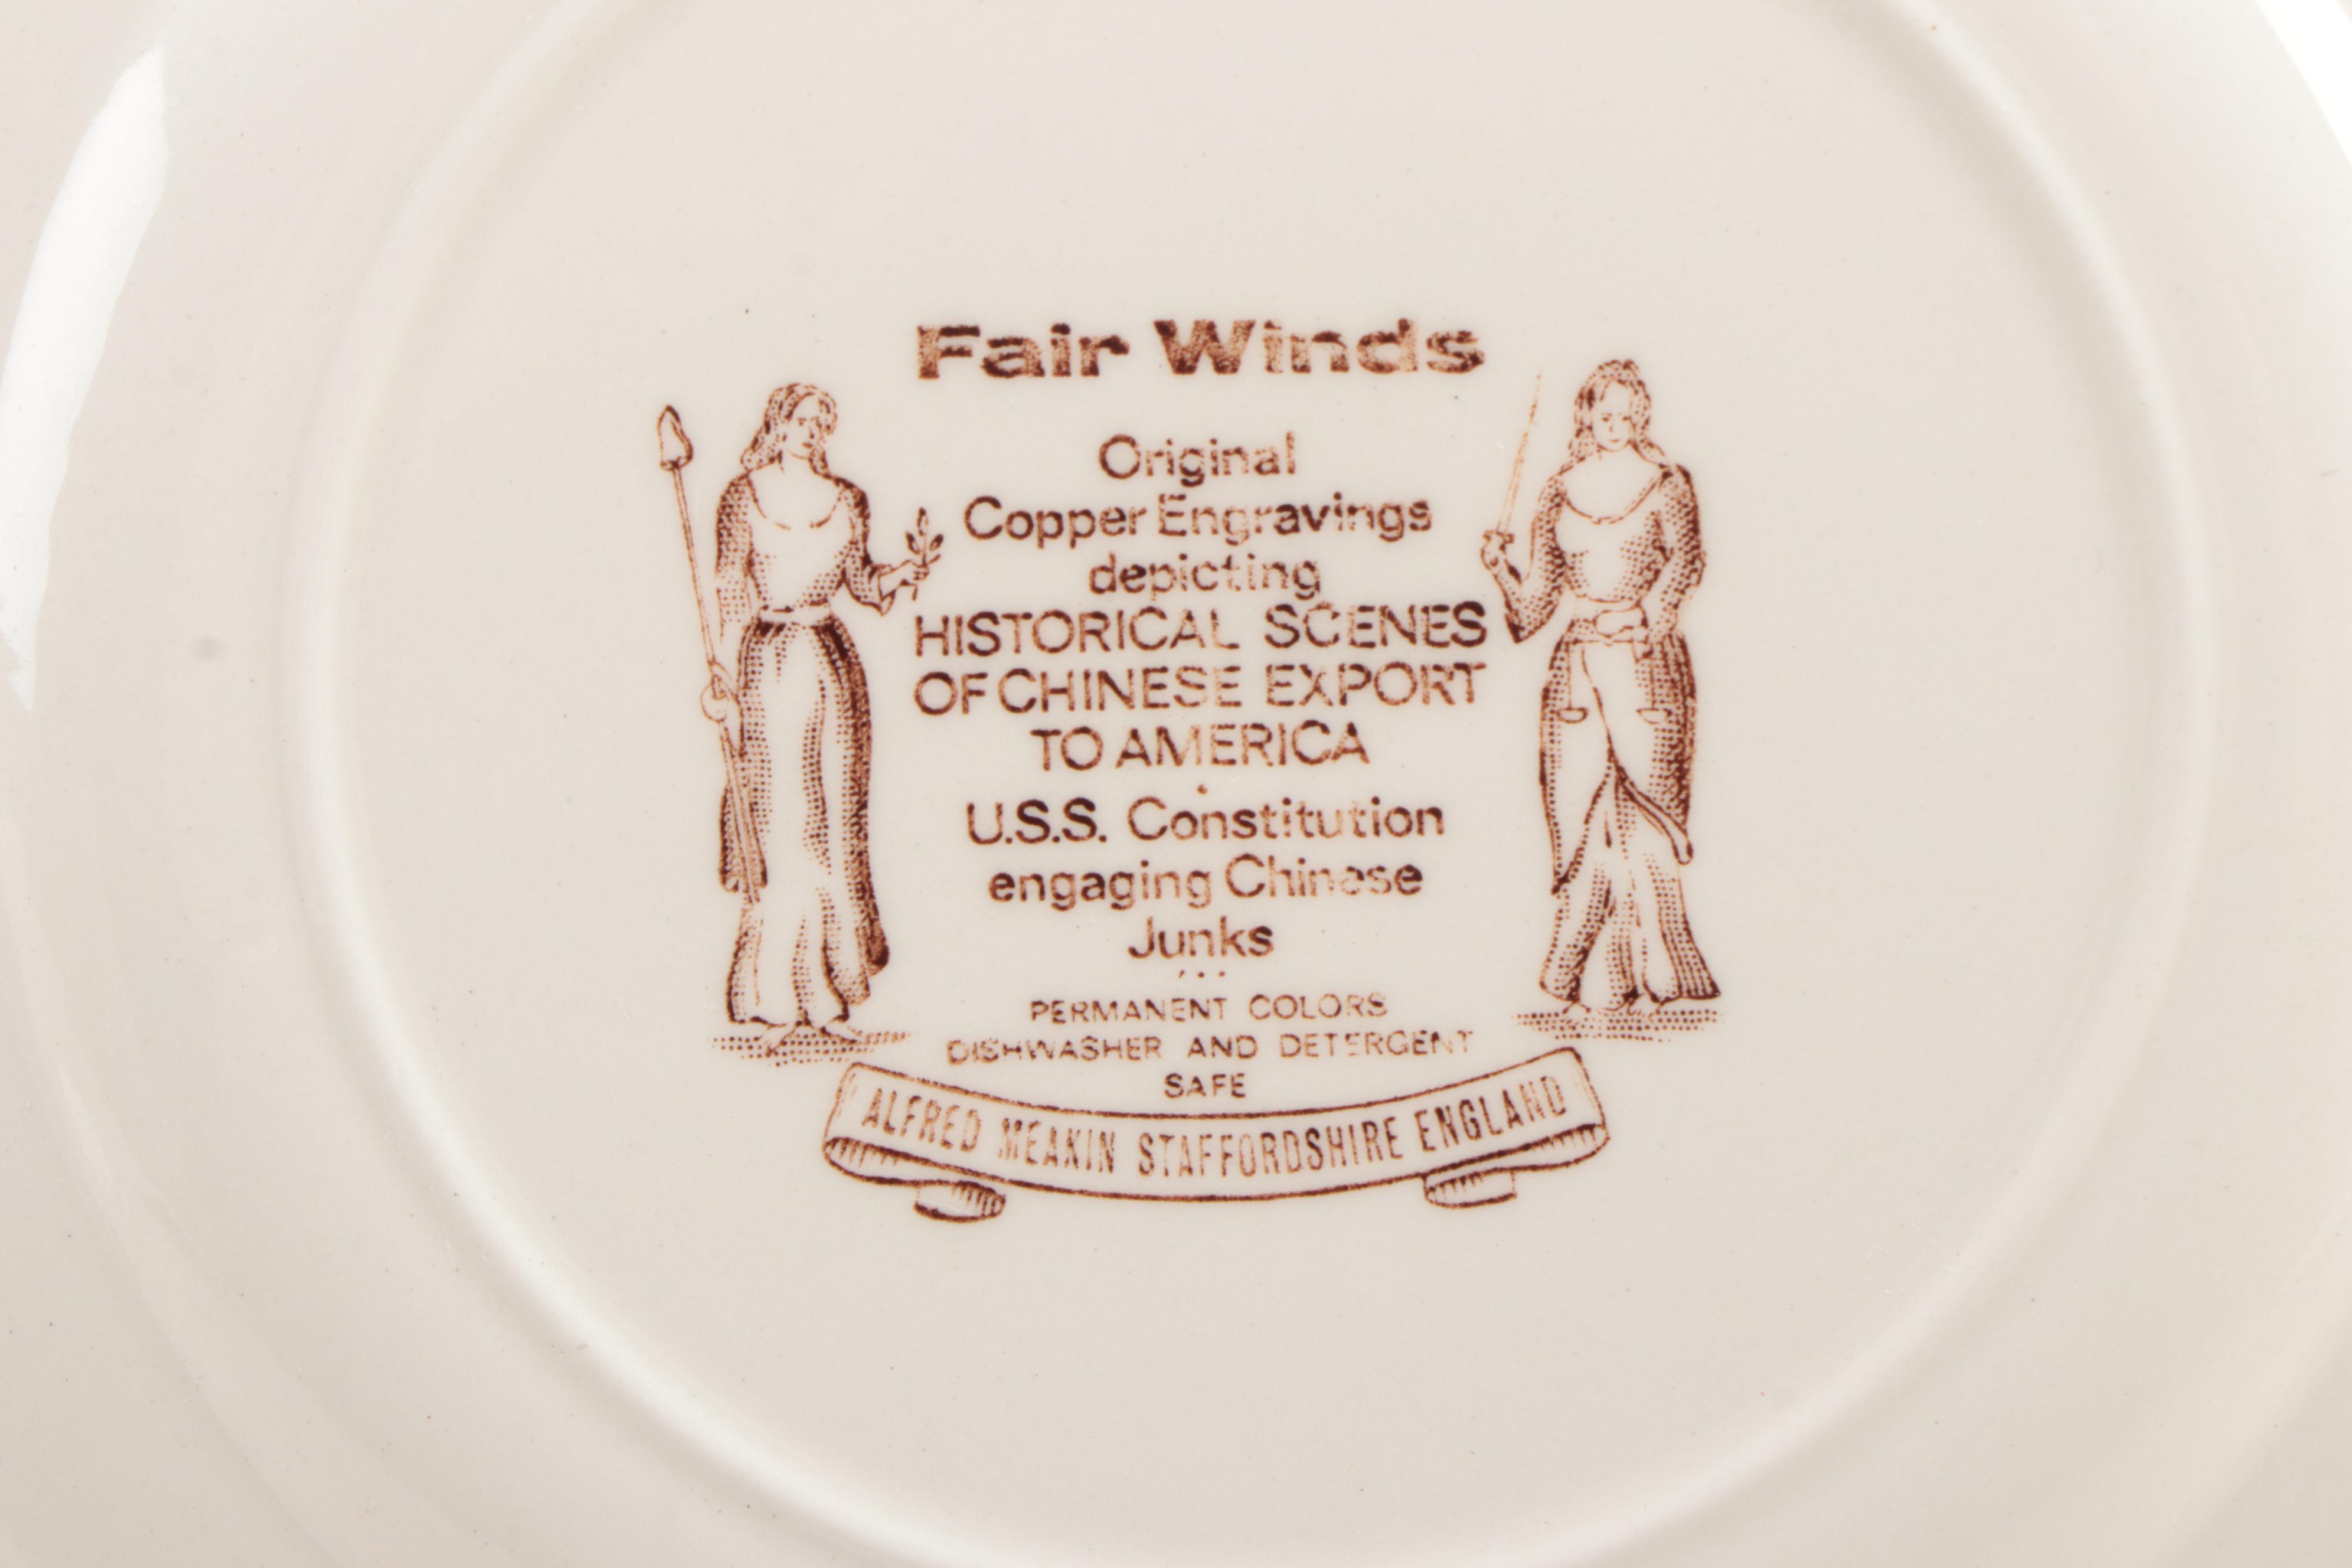 Fair Winds
Original
Copper Engravings
depicting
HISTORICAL SCENES
OF CHINESE EXPORT
TO AMERICA
U.S.S. Constitution
engaging Chinese
Junks
PERMANENT COLORS
DISHWASHER AND DETERGENT
SAFE
ALFRED MEAKIN STAFFORDSHIRE ENGLAND